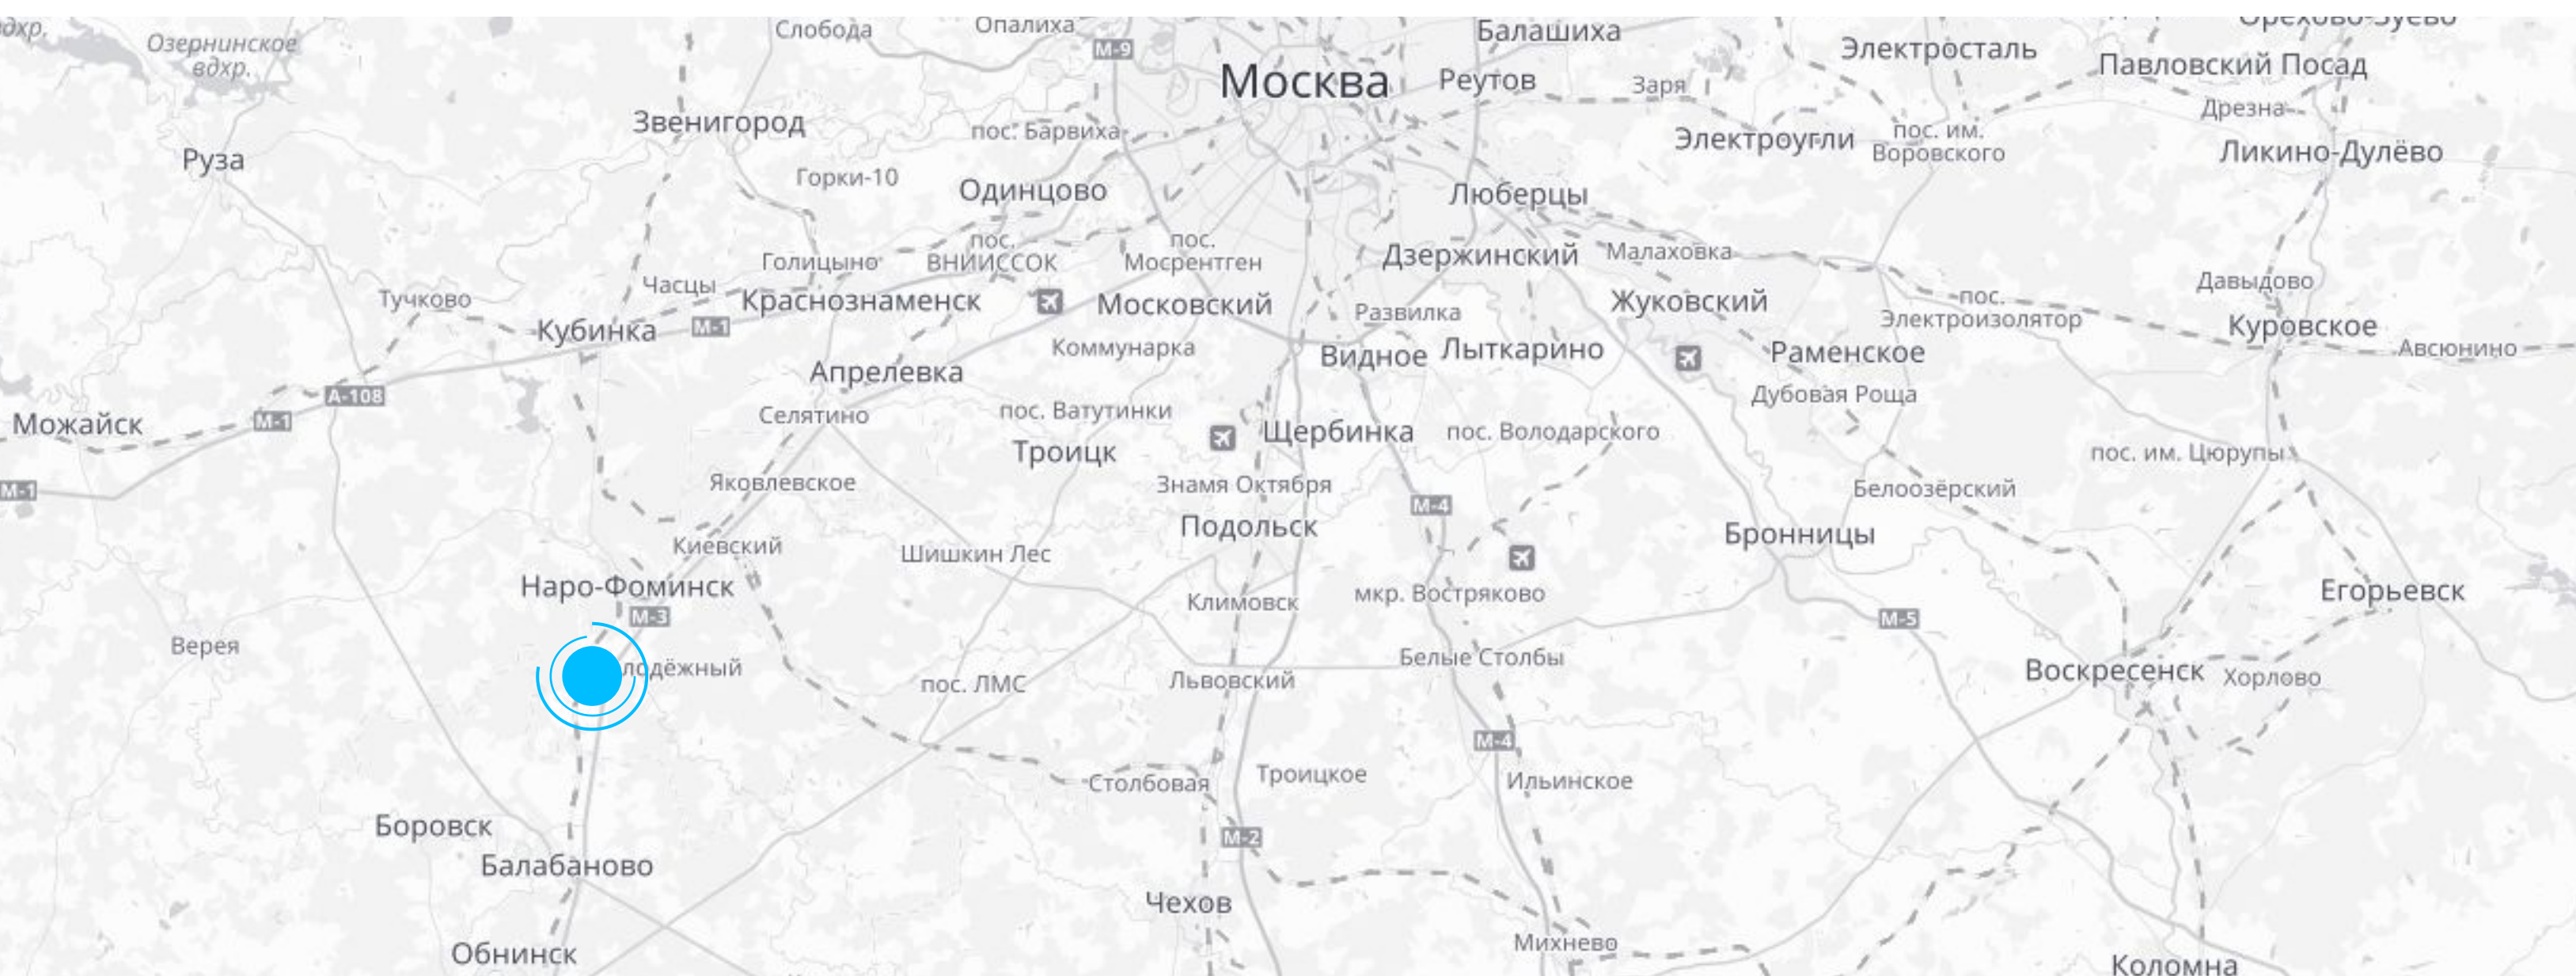 вдхр.
Озернинское
вдхр.
Слобода
Опалиха
М-9
Москва
Балашиха
Реутов
Заря
Электросталь
Орехово-Зуево
Павловский Посад
Дрезна
Звенигород
пос. Барвиха
Электроугли
пос. им.
Воровского
Ликино-Дулёво
Руза
Горки-10
Одинцово
Люберцы
пос.
ВНИИССОК
пос.
Мосрентген
Дзержинский
Малаховка
Голицыно
Часцы
Тучково
Краснознаменск
Московский
Развилка
Жуковский
пос.
Электроизолятор
Давыдово
Куровское
Авсюнино
Кубинка
М-1
Коммунарка
Видное
Лыткарино
Раменское
Апрелевка
Дубовая Роща
А-108
М-1
Можайск
Селятино
пос. Ватутинки
Троицк
Щербинка
пос. Володарского
пос. им. Цюрупы
М-1
Яковлевское
Знамя Октября
М-4
Белоозёрский
Подольск
Бронницы
Киевский
Шишкин Лес
Наро-Фоминск
М-3
Климовск
мкр. Востряково
М-5
Егорьевск
Верея
лодёжный
пос. ЛМС
Львовский
Белые Столбы
Воскресенск
Хорлово
М-4
Столбовая
Троицкое
Ильинское
Боровск
М-2
Балабаново
Чехов
Обнинск
Михнево
Коломна